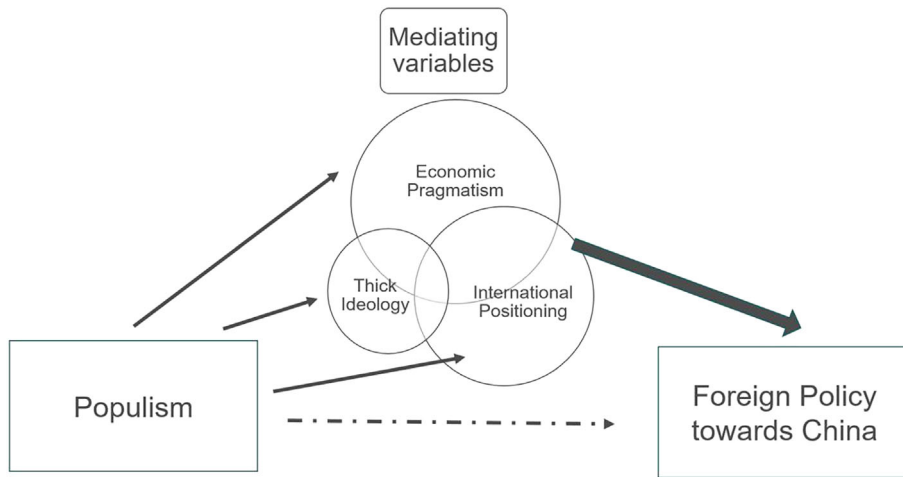 Mediating
variables
Economic
Pragmatism
Thick
Ideology
International
Positioning
Populism
Foreign Policy
towards China